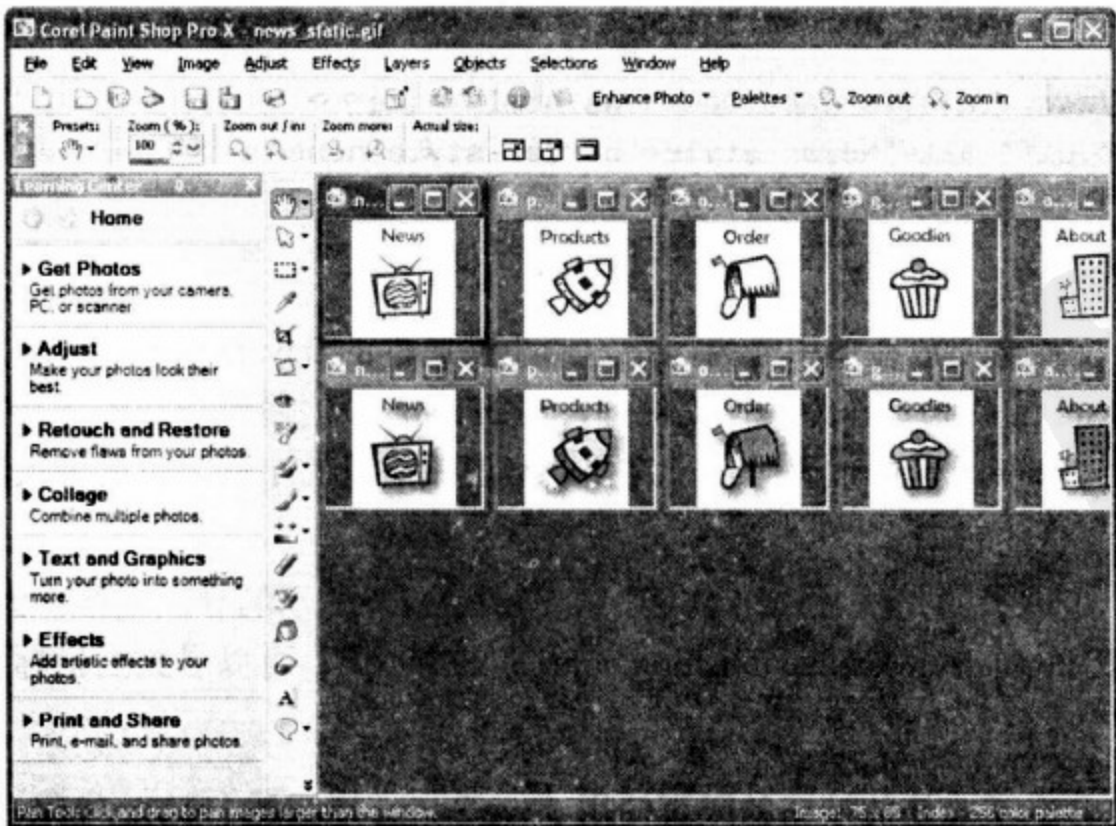 Corel Paint Shop Pro X - news_static.gif
File Edit View Image Adjust Effects Layers Objects Selections Window Help
Enhance Photo Palettes Zoom out Zoom in
Presets: Zoom (%): Zoom out / in: Zoom more: Actual size:
100
Learning Center
Home
n... p... o... g... a...
News Products Order Goodies About
Get Photos
Get photos from your camera,
PC, or scanner
Adjust
Make your photos look their
best.
n... p... o... g... a...
News Products Order Goodies About
Retouch and Restore
Remove flaws from your photos.
Collage
Combine multiple photos.
Text and Graphics
Turn your photo into something
more.
Effects
Add artistic effects to your
photos.
Print and Share
Print, e-mail, and share photos.
Pan Tool: Click and drag to pan images larger than the window.
Image: 75 x Index - 256 color palette